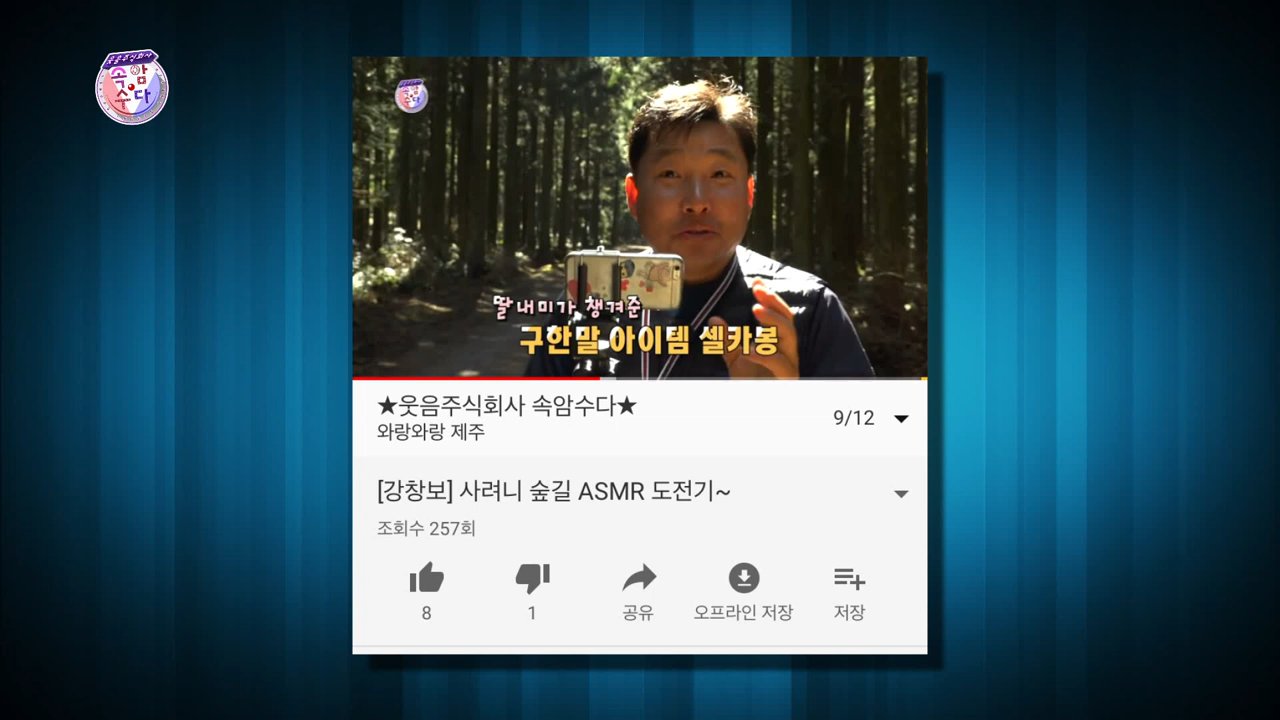 웃음주식회사
속암
수다
딸내미가 챙겨준
구한말 아이템 셀카봉
★웃음주식회사 속암수다★
와랑와랑 제주
9/12
[강창보] 사려니 숲길 ASMR 도전기~
조회수 257회
8
1
공유
오프라인 저장
저장